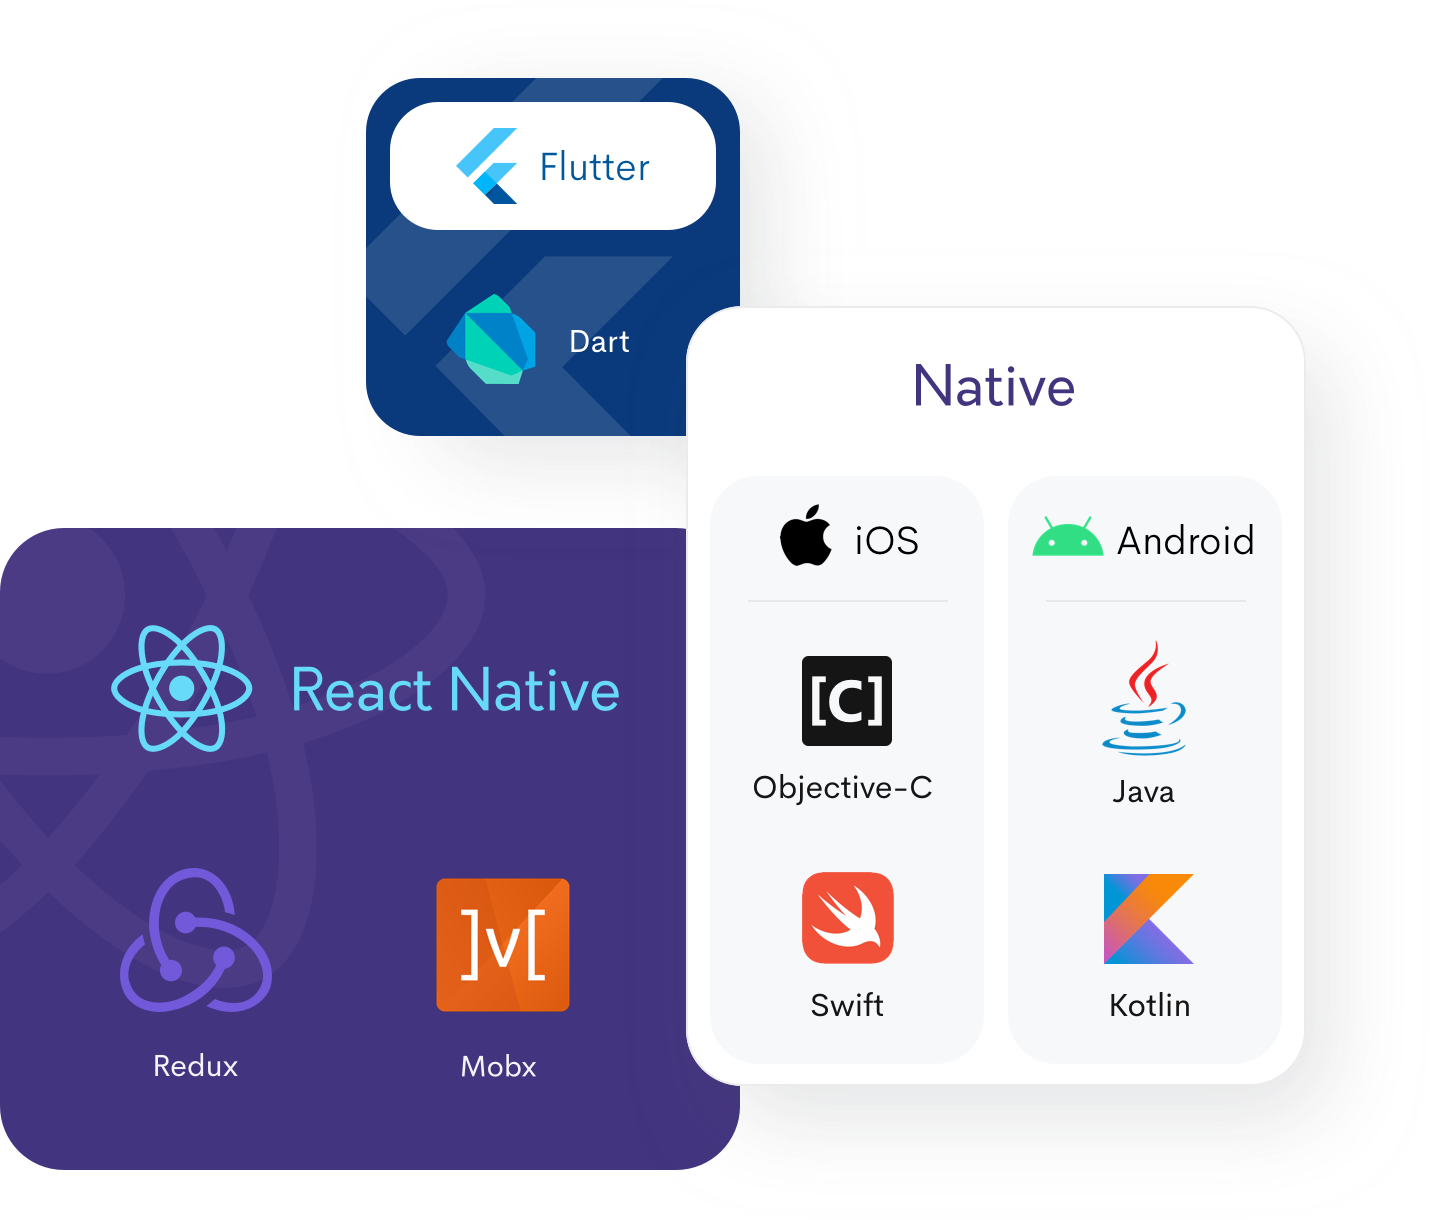 Flutter
Dart
Native
iOS
Android
[C]
Objective-C
Java
Swift
Kotlin
React Native
]v[
Redux
Mobx